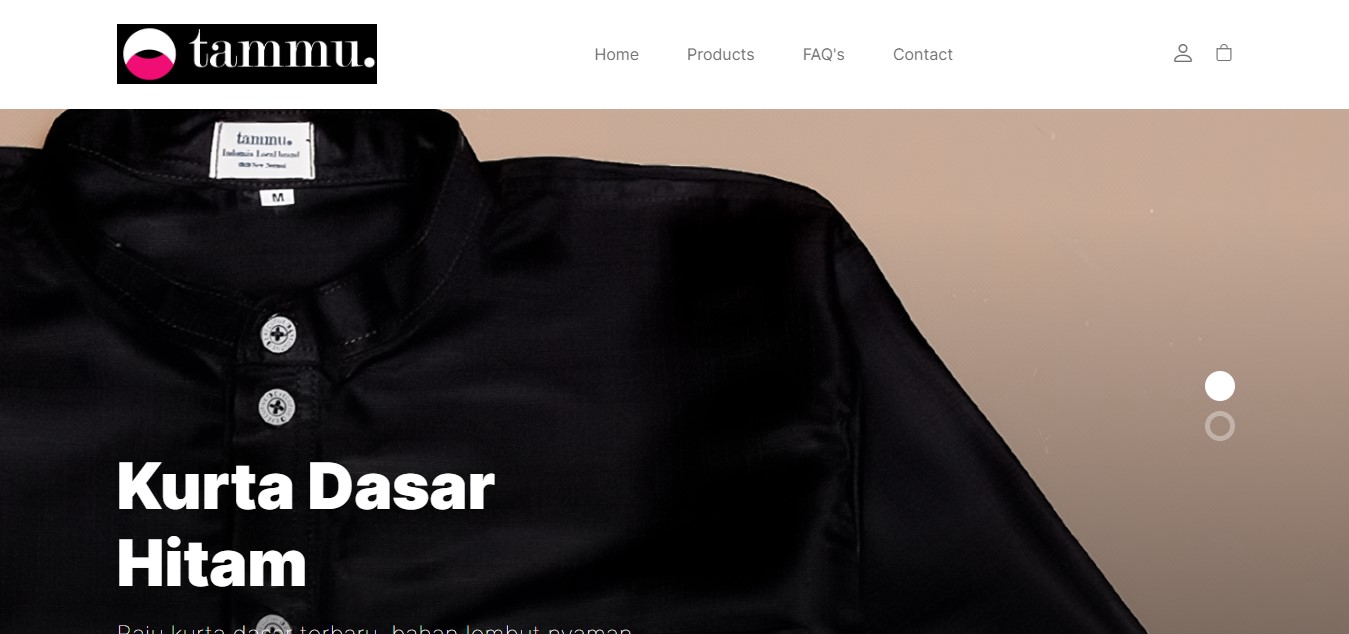 tammu.
Home
Products
FAQ's
Contact
tammu.
Indonesia Local brand
M
Kurta Dasar
Hitam
Baju kurta dasar terbaru, bahan lembut nyaman